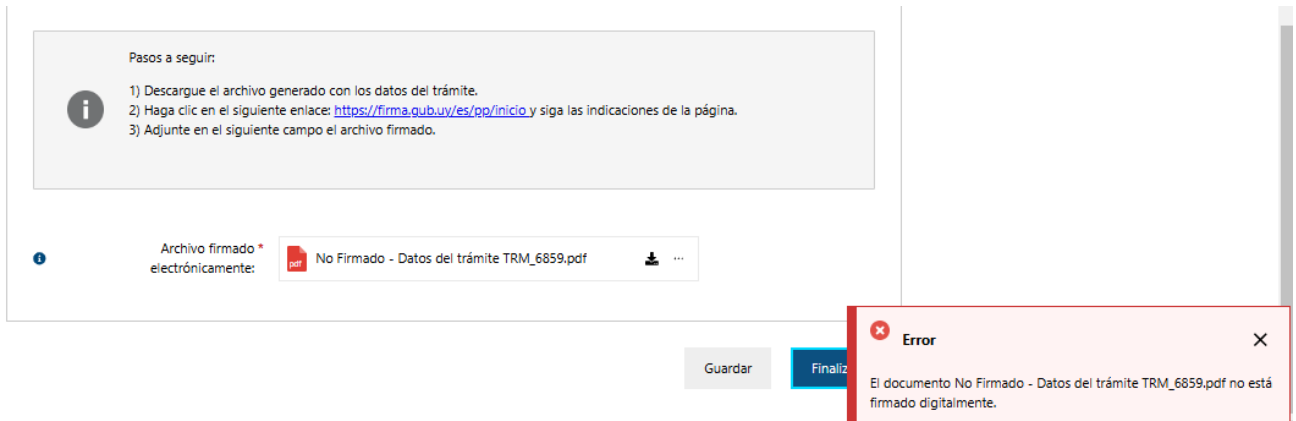 Pasos a seguir:
1) Descargue el archivo generado con los datos del trámite.
2) Haga clic en el siguiente enlace: https://firma.gub.uy/es/pp/inicio y siga las indicaciones de la página.
3) Adjunte en el siguiente campo el archivo firmado.
Archivo firmado *
electrónicamente:
pdf
No Firmado - Datos del trámite TRM_6859.pdf
Guardar
Finaliz
Error
El documento No Firmado - Datos del trámite TRM_6859.pdf no está
firmado digitalmente.